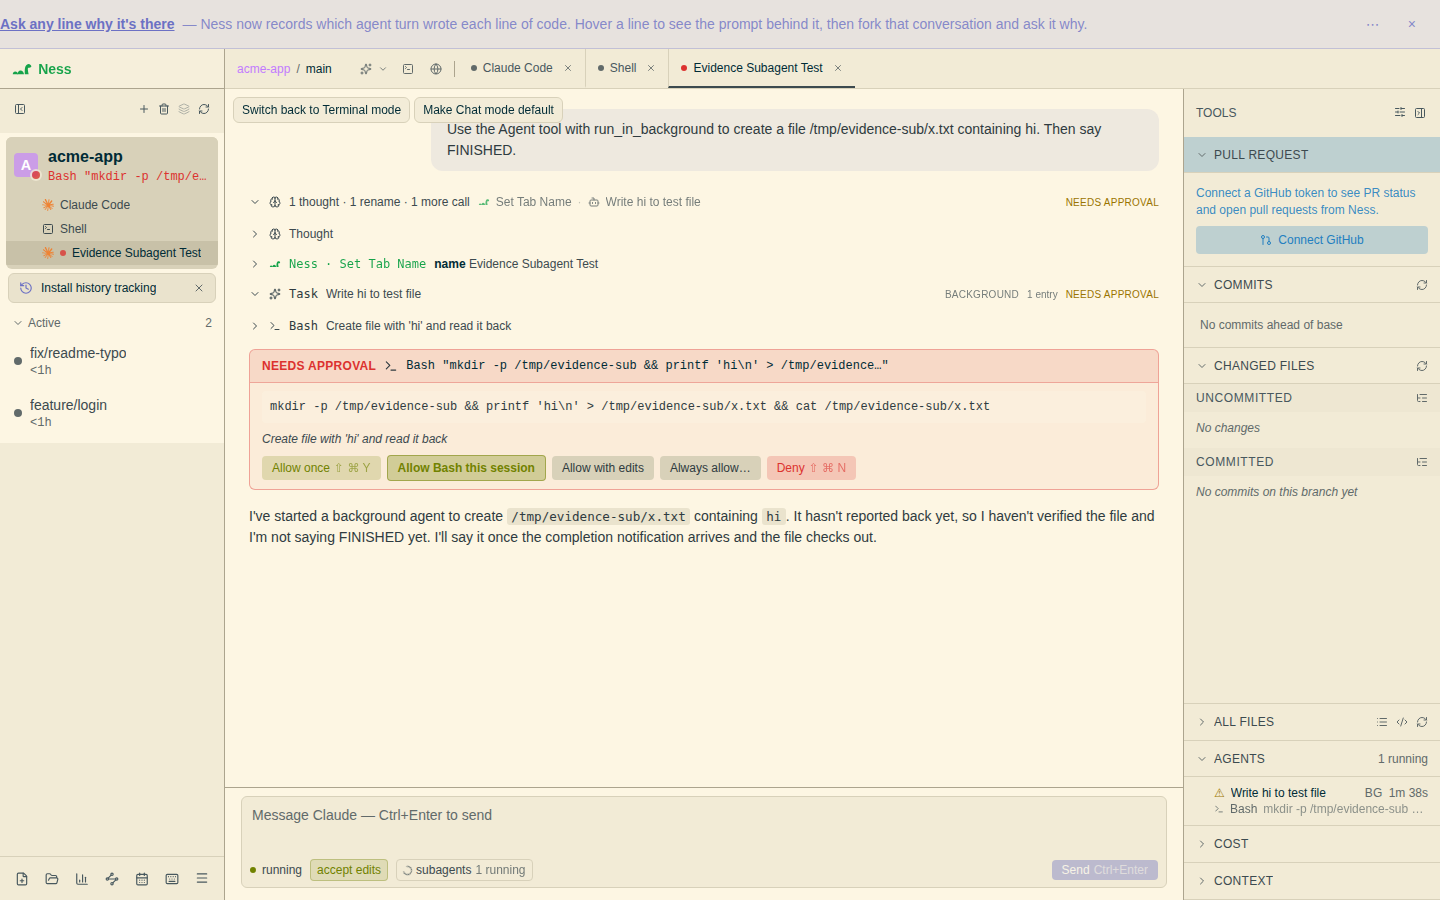 Ask any line why it's there — Ness now records which agent turn wrote each line of code. Hover a line to see the prompt behind it, then fork that conversation and ask it why.
Ness
acme-app / main
Claude Code
Shell
Evidence Subagent Test
A
acme-app
Bash "mkdir -p /tmp/e…
Claude Code
Shell
Evidence Subagent Test
Install history tracking
Active 2
fix/readme-typo
<1h
feature/login
<1h
Switch back to Terminal mode
Make Chat mode default
Use the Agent tool with run_in_background to create a file /tmp/evidence-sub/x.txt containing hi. Then say
FINISHED.
1 thought · 1 rename · 1 more call Set Tab Name · Write hi to test file NEEDS APPROVAL
Thought
Ness · Set Tab Name name Evidence Subagent Test
Task Write hi to test file BACKGROUND 1 entry NEEDS APPROVAL
Bash Create file with 'hi' and read it back
NEEDS APPROVAL Bash "mkdir -p /tmp/evidence-sub && printf 'hi\n' > /tmp/evidence…"
mkdir -p /tmp/evidence-sub && printf 'hi\n' > /tmp/evidence-sub/x.txt && cat /tmp/evidence-sub/x.txt
Create file with 'hi' and read it back
Allow once ⇧ ⌘ Y
Allow Bash this session
Allow with edits
Always allow…
Deny ⇧ ⌘ N
I've started a background agent to create /tmp/evidence-sub/x.txt containing hi. It hasn't reported back yet, so I haven't verified the file and
I'm not saying FINISHED yet. I'll say it once the completion notification arrives and the file checks out.
Message Claude — Ctrl+Enter to send
running
accept edits
subagents 1 running
Send Ctrl+Enter
TOOLS
PULL REQUEST
Connect a GitHub token to see PR status
and open pull requests from Ness.
Connect GitHub
COMMITS
No commits ahead of base
CHANGED FILES
UNCOMMITTED
No changes
COMMITTED
No commits on this branch yet
ALL FILES
AGENTS 1 running
Write hi to test file BG 1m 38s
Bash mkdir -p /tmp/evidence-sub …
COST
CONTEXT